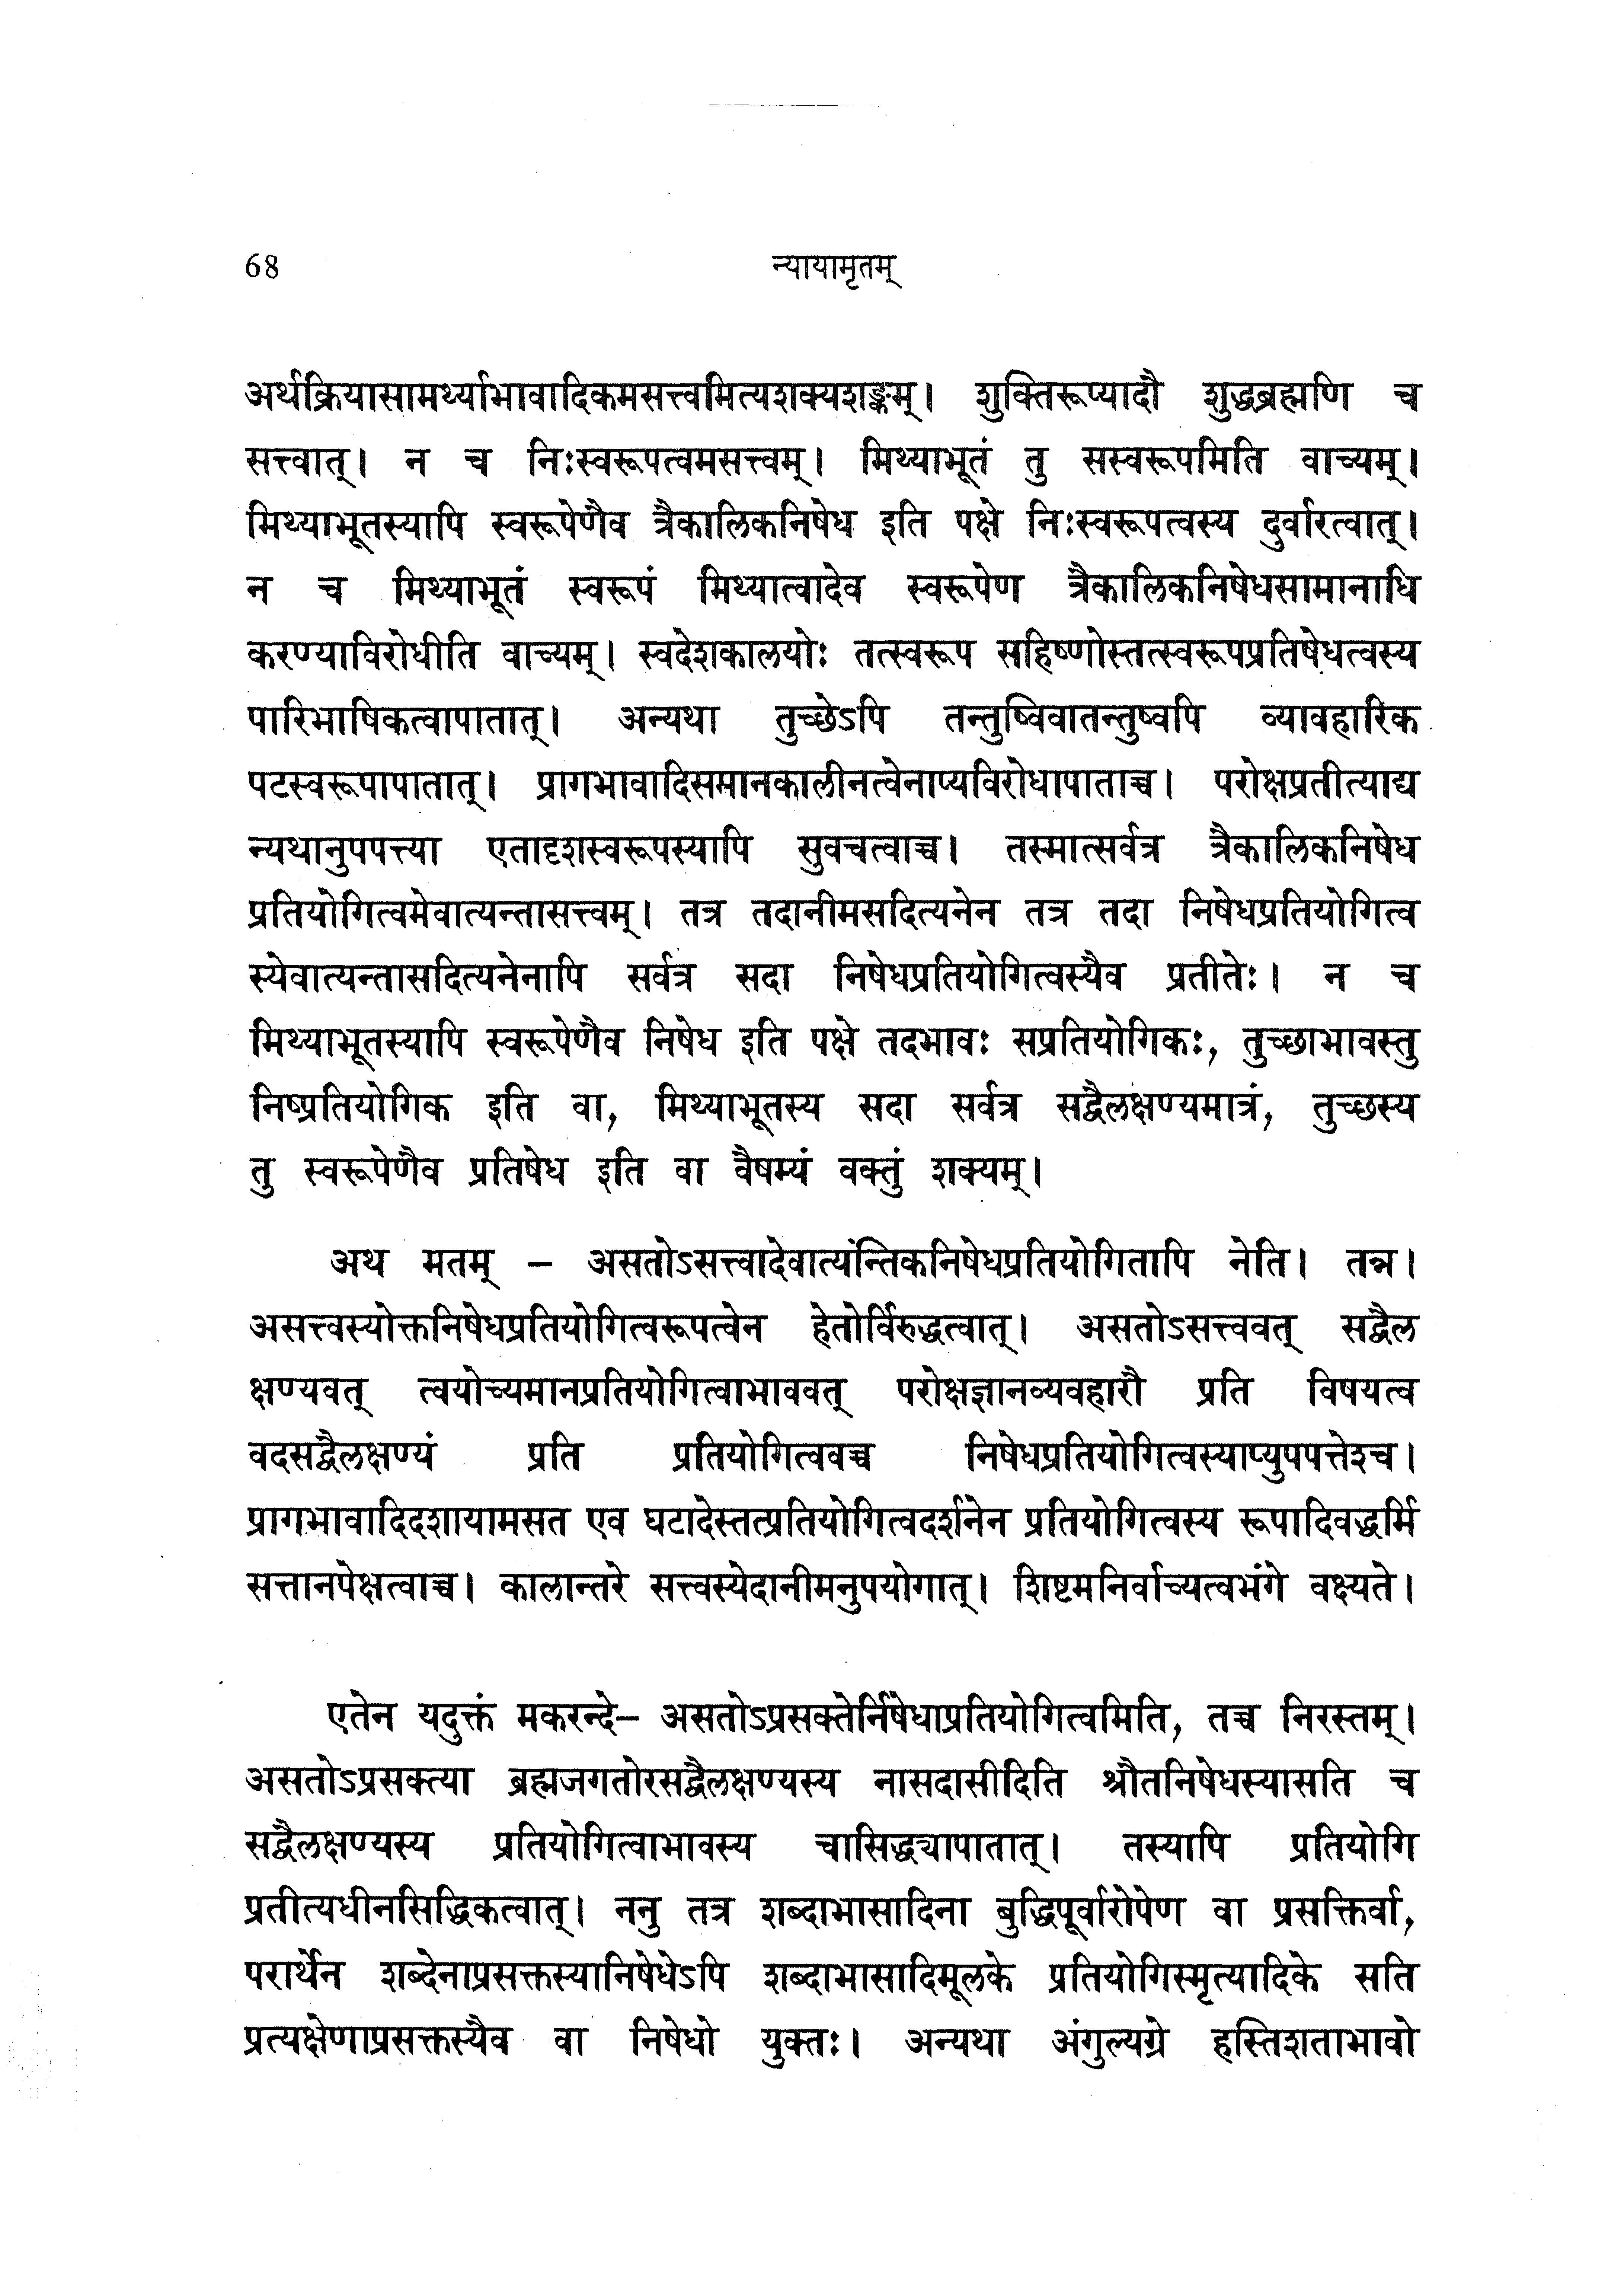 68
न्यायामृतम्
अर्थक्रियासामर्थ्याभावादिकमसत्त्वमित्यशक्यशङ्कम्। शुक्तिरूप्यादौ शुद्धब्रह्मणि च
सत्त्वात्। न च निःस्वरूपत्वमसत्त्वम्। मिथ्याभूतं तु सस्वरूपमिति वाच्यम्।
मिथ्याभूतस्यापि स्वरूपेणैव त्रैकालिकनिषेध इति पक्षे निःस्वरूपत्वस्य दुर्वारत्वात्।
न च मिथ्याभूतं स्वरूपं मिथ्यात्वादेव स्वरूपेण त्रैकालिकनिषेधसामानाधि
करण्याविरोधीति वाच्यम्। स्वदेशकालयोः तत्स्वरूप सहिष्णोस्तत्स्वरूपप्रतिषेधत्वस्य
पारिभाषिकत्वापातात्। अन्यथा तुच्छेऽपि तन्तुष्विवातन्तुष्वपि व्यावहारिक
पटस्वरूपापातात्। प्रागभावादिसमानकालीनत्वेनाप्यविरोधापाताच्च। परोक्षप्रतीत्याद्य
न्यथानुपपत्त्या एतादृशस्वरूपस्यापि सुवचत्वाच्च। तस्मात्सर्वत्र त्रैकालिकनिषेध
प्रतियोगित्वमेवात्यन्तासत्त्वम्। तत्र तदानीमसदित्यनेन तत्र तदा निषेधप्रतियोगित्व
स्येवात्यन्तासदित्यनेनापि सर्वत्र सदा निषेधप्रतियोगित्वस्यैव प्रतीतेः। न च
मिथ्याभूतस्यापि स्वरूपेणैव निषेध इति पक्षे तदभावः सप्रतियोगिकः, तुच्छाभावस्तु
निष्प्रतियोगिक इति वा, मिथ्याभूतस्य सदा सर्वत्र सद्वैलक्षण्यमात्रं, तुच्छस्य
तु स्वरूपेणैव प्रतिषेध इति वा वैषम्यं वक्तुं शक्यम्।
अथ मतम् – असतोऽसत्त्वादेवात्यंन्तिकनिषेधप्रतियोगितापि नेति। तन्न।
असत्त्वस्योक्तनिषेधप्रतियोगित्वरूपत्वेन हेतोर्विरुद्धत्वात्। असतोऽसत्त्ववत् सद्वैल
क्षण्यवत् त्वयोच्यमानप्रतियोगित्वाभाववत् परोक्षज्ञानव्यवहारौ प्रति विषयत्व
वदसद्वैलक्षण्यं प्रति प्रतियोगित्ववच्च निषेधप्रतियोगित्वस्याप्युपपत्तेश्च।
प्रागभावादिदशायामसत एव घटादेस्तत्प्रतियोगित्वदर्शनेन प्रतियोगित्वस्य रूपादिवद्धर्मि
सत्तानपेक्षत्वाच्च। कालान्तरे सत्त्वस्येदानीमनुपयोगात्। शिष्टमनिर्वाच्यत्वभंगे वक्ष्यते।
एतेन यदुक्तं मकरन्दे– असतोऽप्रसक्तेर्निषेधाप्रतियोगित्वमिति, तच्च निरस्तम्।
असतोऽप्रसक्त्या ब्रह्मजगतोरसद्वैलक्षण्यस्य नासदासीदिति श्रौतनिषेधस्यासति च
सद्वैलक्षण्यस्य प्रतियोगित्वाभावस्य चासिद्ध्यापातात्। तस्यापि प्रतियोगि
प्रतीत्यधीनसिद्धिकत्वात्। ननु तत्र शब्दाभासादिना बुद्धिपूर्वारोपेण वा प्रसक्तिर्वा,
परार्थेन शब्देनाप्रसक्तस्यानिषेधेऽपि शब्दाभासादिमूलके प्रतियोगिस्मृत्यादिके सति
प्रत्यक्षेणाप्रसक्तस्यैव वा निषेधो युक्तः। अन्यथा अंगुल्यग्रे हस्तिशताभावो